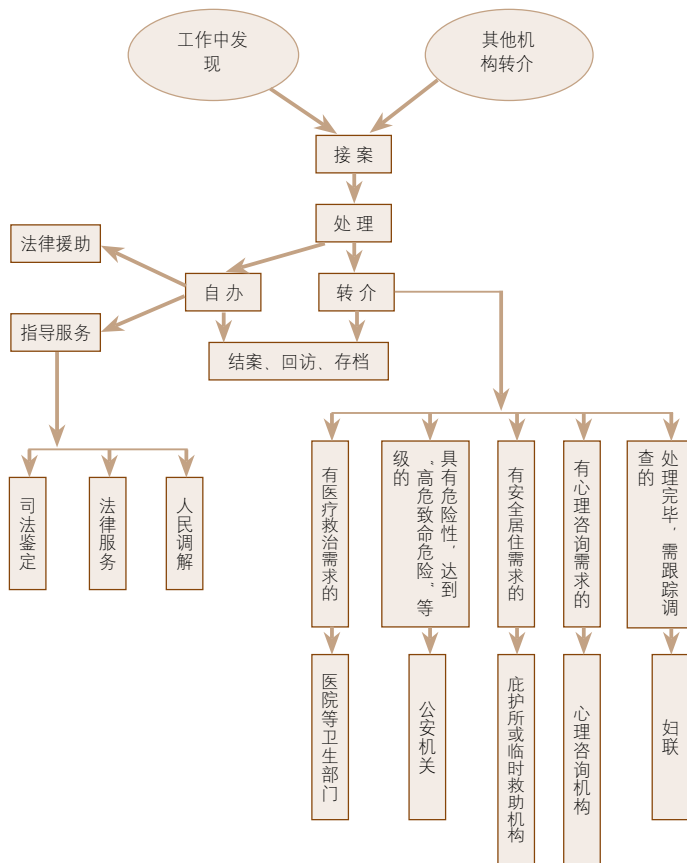 工作中发
现
其他机
构转介
接 案
处 理
法律援助
自 办
转 介
指导服务
结案、回访、存档
司法鉴定
法律服务
人民调解
有医疗救治需求的
具有危险性，达到
“高危致命危险”等
级的
有安全居住需求的
有心理咨询需求的
处理完毕，需跟踪调
查的
医院等卫生部门
公安机关
庇护所或临时救助机构
心理咨询机构
妇联